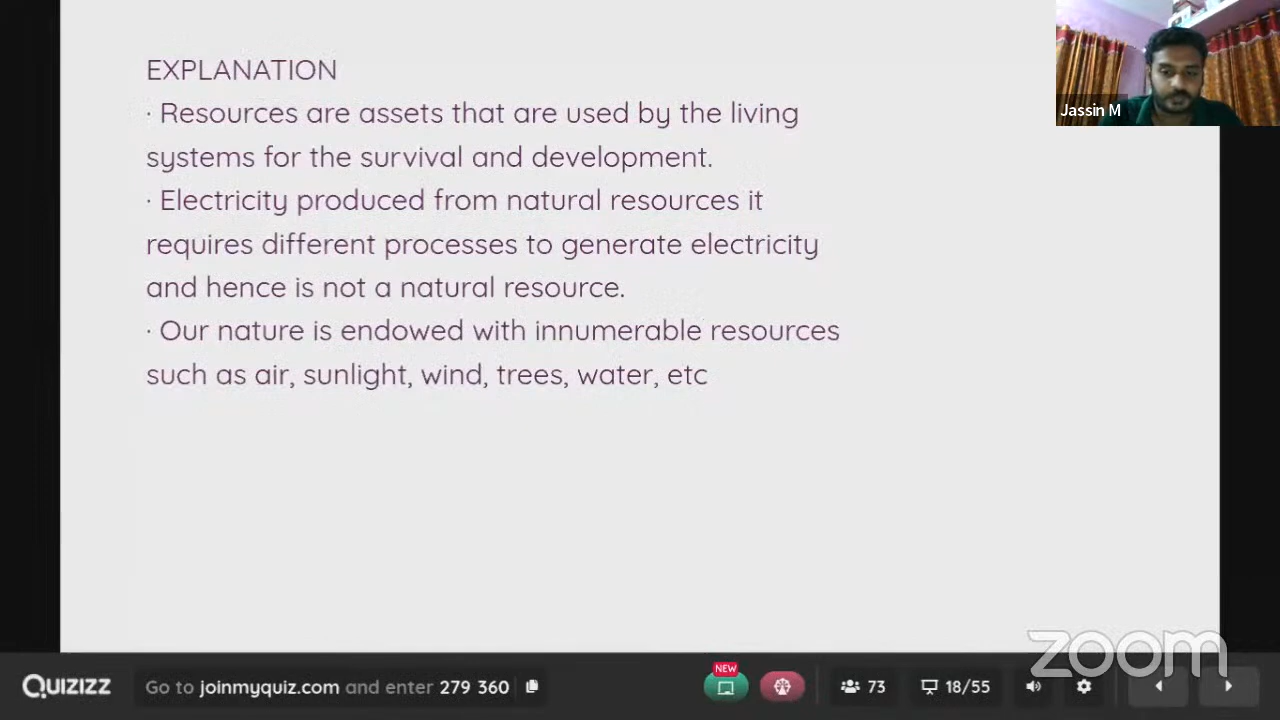 EXPLANATION
· Resources are assets that are used by the living
systems for the survival and development.
· Electricity produced from natural resources it
requires different processes to generate electricity
and hence is not a natural resource.
· Our nature is endowed with innumerable resources
such as air, sunlight, wind, trees, water, etc
Jassin M
zoom
NEW
Quizizz Go to joinmyquiz.com and enter 279 360 73 18/55